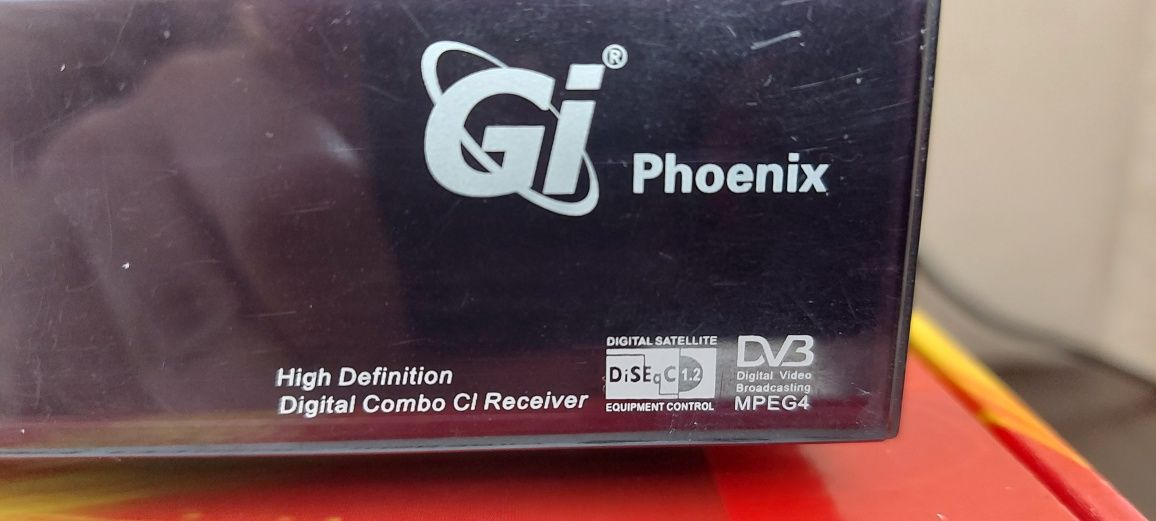 Gi®
Phoenix
High Definition
Digital Combo CI Receiver
DIGITAL SATELLITE
DiSEqC 1.2
EQUIPMENT CONTROL
DVB
Digital Video
Broadcasting
MPEG4